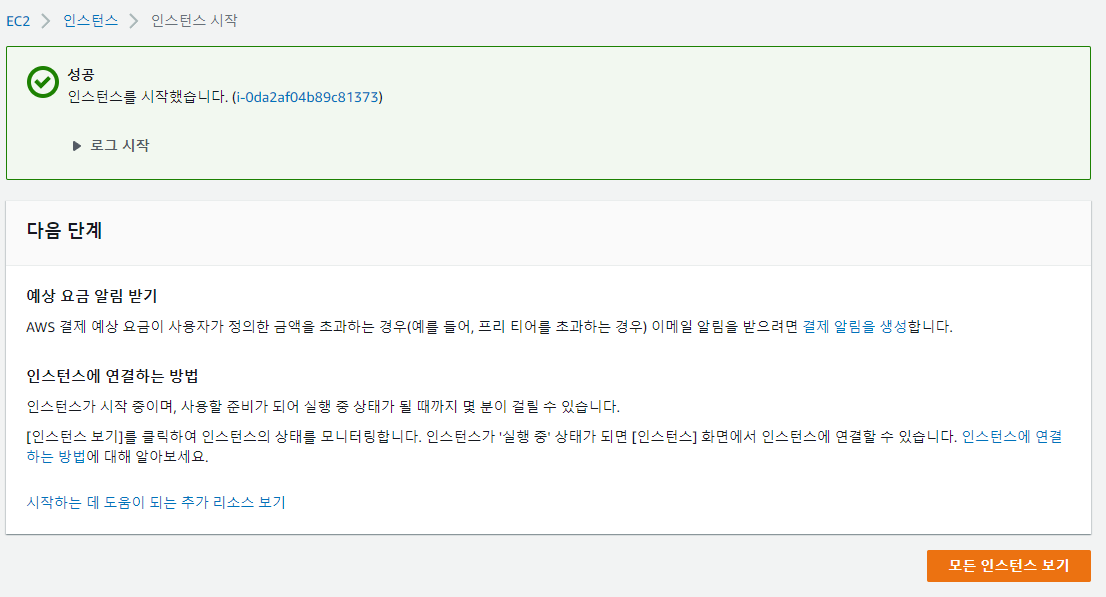 EC2 > 인스턴스 > 인스턴스 시작
성공
인스턴스를 시작했습니다. (i-0da2af04b89c81373)
▶ 로그 시작
다음 단계
예상 요금 알림 받기
AWS 결제 예상 요금이 사용자가 정의한 금액을 초과하는 경우(예를 들어, 프리 티어를 초과하는 경우) 이메일 알림을 받으려면 결제 알림을 생성합니다.
인스턴스에 연결하는 방법
인스턴스가 시작 중이며, 사용할 준비가 되어 실행 중 상태가 될 때까지 몇 분이 걸릴 수 있습니다.
[인스턴스 보기]를 클릭하여 인스턴스의 상태를 모니터링합니다. 인스턴스가 '실행 중' 상태가 되면 [인스턴스] 화면에서 인스턴스에 연결할 수 있습니다. 인스턴스에 연결
하는 방법에 대해 알아보세요.
시작하는 데 도움이 되는 추가 리소스 보기
모든 인스턴스 보기